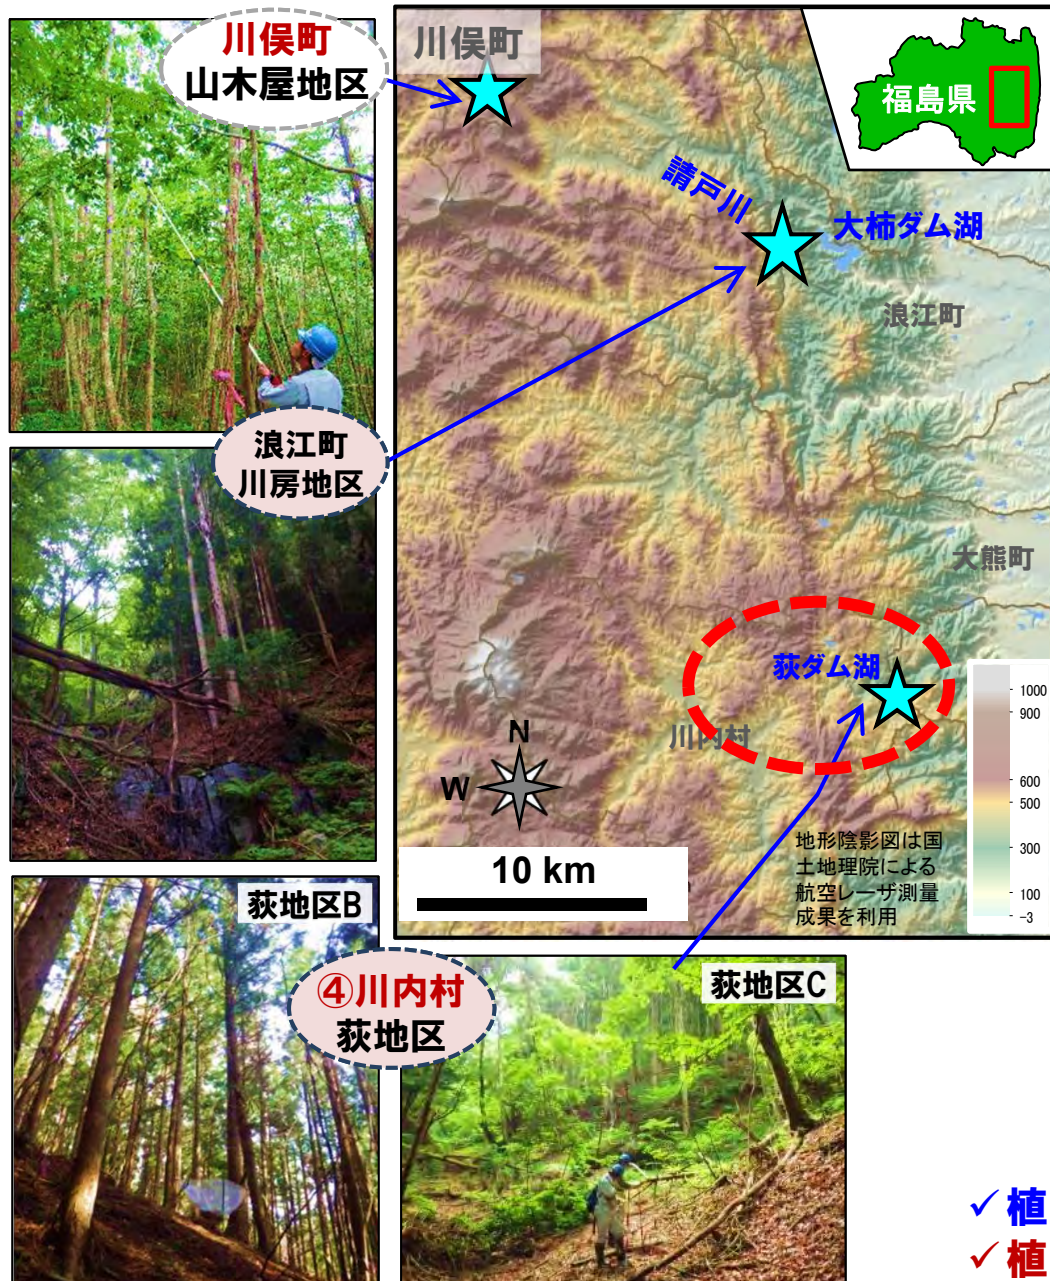 川俣町
山木屋地区
川俣町
福島県
請戸川
大柿ダム湖
浪江町
浪江町
川房地区
大熊町
荻ダム湖
川内村
N
W
10 km
地形陰影図は国
土地理院による
航空レーザ測量
成果を利用
1000
900
600
500
300
100
-3
荻地区B
④川内村
荻地区
荻地区C
✓植
✓植